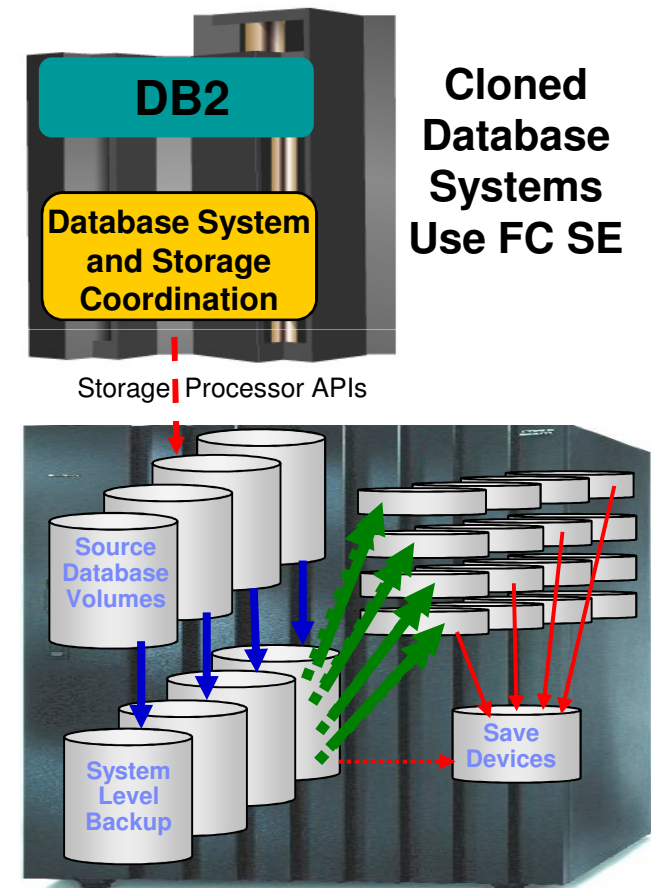 DB2
Database System
and Storage
Coordination
Cloned
Database
Systems
Use FC SE
Storage Processor APIs
Source
Database
Volumes
System
Level
Backup
Save
Devices